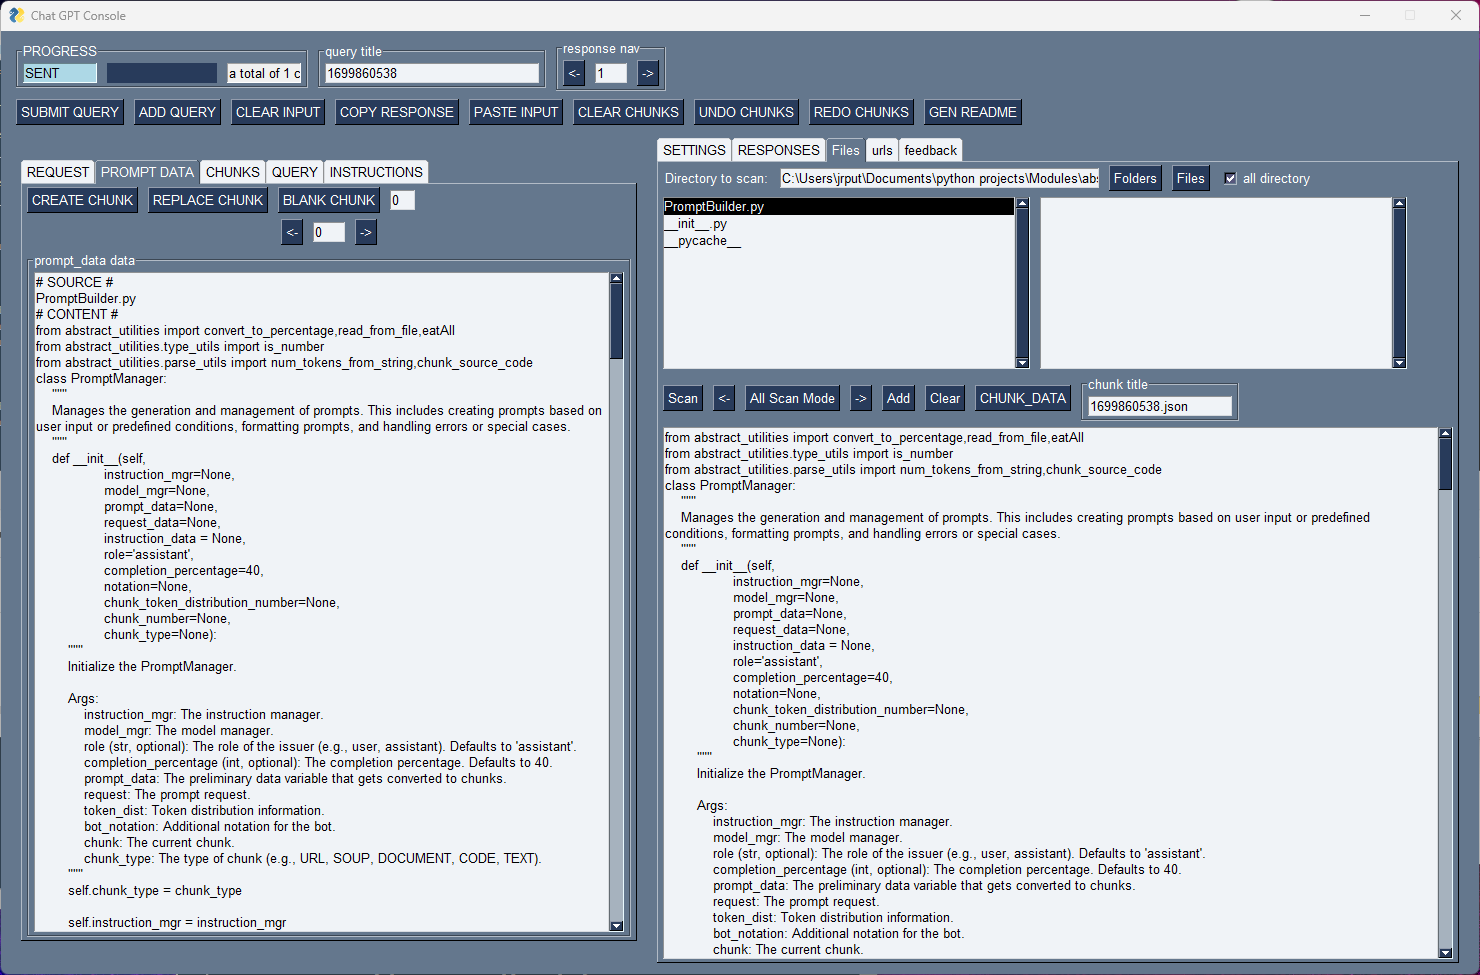 Chat GPT Console
PROGRESS
SENT
a total of 1 c
query title
1699860538
response nav
<-
1
->
SUBMIT QUERY
ADD QUERY
CLEAR INPUT
COPY RESPONSE
PASTE INPUT
CLEAR CHUNKS
UNDO CHUNKS
REDO CHUNKS
GEN README
REQUEST
PROMPT DATA
CHUNKS
QUERY
INSTRUCTIONS
CREATE CHUNK
REPLACE CHUNK
BLANK CHUNK
0
<-
0
->
prompt_data data
# SOURCE #
PromptBuilder.py
# CONTENT #
from abstract_utilities import convert_to_percentage,read_from_file,eatAll
from abstract_utilities.type_utils import is_number
from abstract_utilities.parse_utils import num_tokens_from_string,chunk_source_code
class PromptManager:
"""
Manages the generation and management of prompts. This includes creating prompts based on
user input or predefined conditions, formatting prompts, and handling errors or special cases.
"""
def __init__(self,
instruction_mgr=None,
model_mgr=None,
prompt_data=None,
request_data=None,
instruction_data = None,
role='assistant',
completion_percentage=40,
notation=None,
chunk_token_distribution_number=None,
chunk_number=None,
chunk_type=None):
"""
Initialize the PromptManager.
Args:
instruction_mgr: The instruction manager.
model_mgr: The model manager.
role (str, optional): The role of the issuer (e.g., user, assistant). Defaults to 'assistant'.
completion_percentage (int, optional): The completion percentage. Defaults to 40.
prompt_data: The preliminary data variable that gets converted to chunks.
request: The prompt request.
token_dist: Token distribution information.
bot_notation: Additional notation for the bot.
chunk: The current chunk.
chunk_type: The type of chunk (e.g., URL, SOUP, DOCUMENT, CODE, TEXT).
"""
self.chunk_type = chunk_type
self.instruction_mgr = instruction_mgr
SETTINGS
RESPONSES
Files
urls
feedback
Directory to scan:
C:\Users\jrput\Documents\python projects\Modules\abs
Folders
Files
all directory
PromptBuilder.py
__init__.py
__pycache__
Scan
<-
All Scan Mode
->
Add
Clear
CHUNK_DATA
chunk title
1699860538.json
from abstract_utilities import convert_to_percentage,read_from_file,eatAll
from abstract_utilities.type_utils import is_number
from abstract_utilities.parse_utils import num_tokens_from_string,chunk_source_code
class PromptManager:
"""
Manages the generation and management of prompts. This includes creating prompts based on user input or predefined
conditions, formatting prompts, and handling errors or special cases.
"""
def __init__(self,
instruction_mgr=None,
model_mgr=None,
prompt_data=None,
request_data=None,
instruction_data = None,
role='assistant',
completion_percentage=40,
notation=None,
chunk_token_distribution_number=None,
chunk_number=None,
chunk_type=None):
"""
Initialize the PromptManager.
Args:
instruction_mgr: The instruction manager.
model_mgr: The model manager.
role (str, optional): The role of the issuer (e.g., user, assistant). Defaults to 'assistant'.
completion_percentage (int, optional): The completion percentage. Defaults to 40.
prompt_data: The preliminary data variable that gets converted to chunks.
request: The prompt request.
token_dist: Token distribution information.
bot_notation: Additional notation for the bot.
chunk: The current chunk.